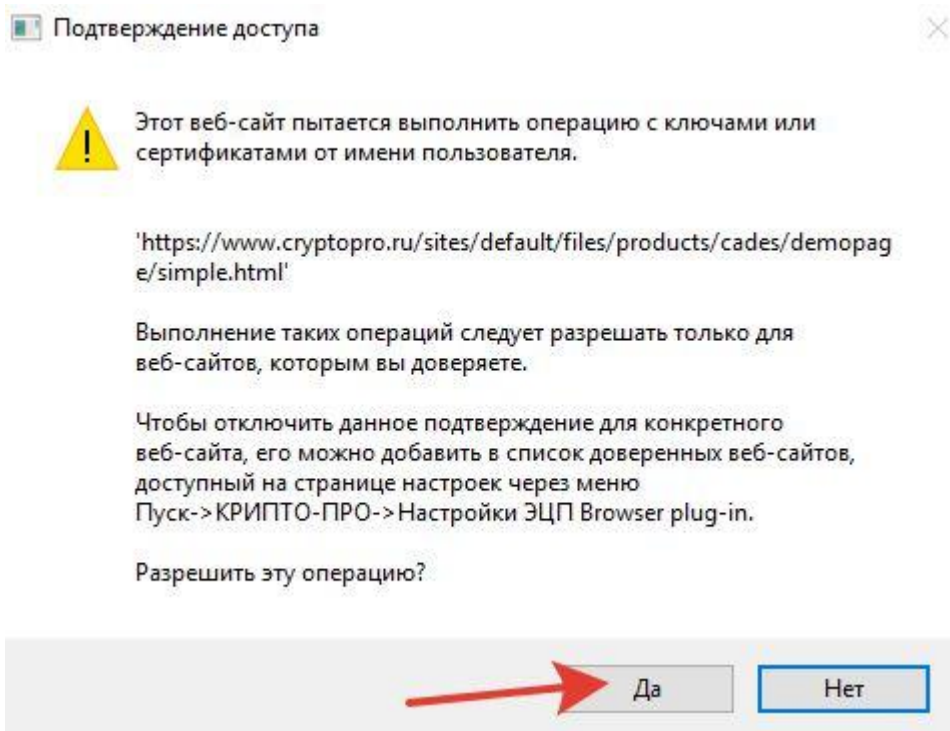 Подтверждение доступа
Этот веб-сайт пытается выполнить операцию с ключами или
сертификатами от имени пользователя.
'https://www.cryptopro.ru/sites/default/files/products/cades/demopag
e/simple.html'
Выполнение таких операций следует разрешать только для
веб-сайтов, которым вы доверяете.
Чтобы отключить данное подтверждение для конкретного
веб-сайта, его можно добавить в список доверенных веб-сайтов,
доступный на странице настроек через меню
Пуск->КРИПТО-ПРО->Настройки ЭЦП Browser plug-in.
Разрешить эту операцию?
Да
Нет